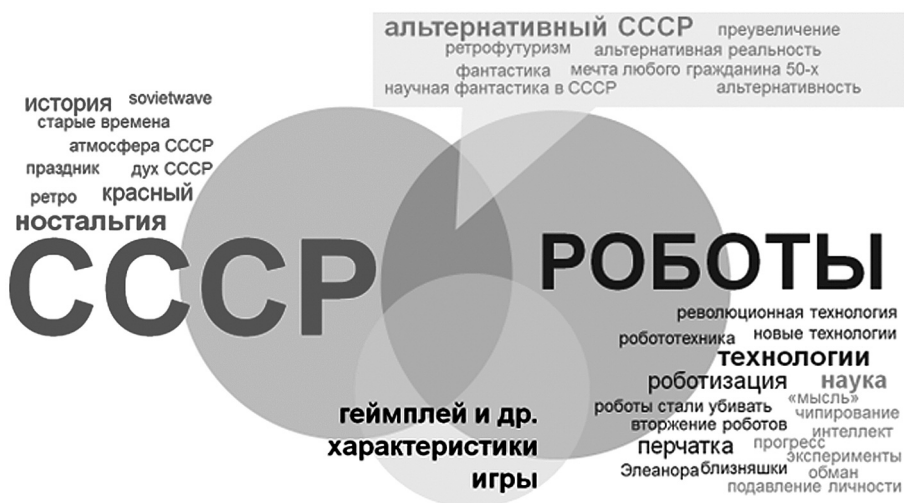 альтернативный СССР преувеличение
ретрофутуризм альтернативная реальность
фантастика мечта любого гражданина 50-х
научная фантастика в СССР альтернативность
история sovietwave
старые времена
атмосфера СССР
праздник дух СССР
ретро красный
ностальгия
СССР
РОБОТЫ
революционная технология
робототехника новые технологии
технологии
роботизация наука
«мысль»
роботы стали убивать чипирование
вторжение роботов интеллект
перчатка прогресс
эксперименты
Элеанора близняшки обман
подавление личности
геймплей и др.
характеристики
игры